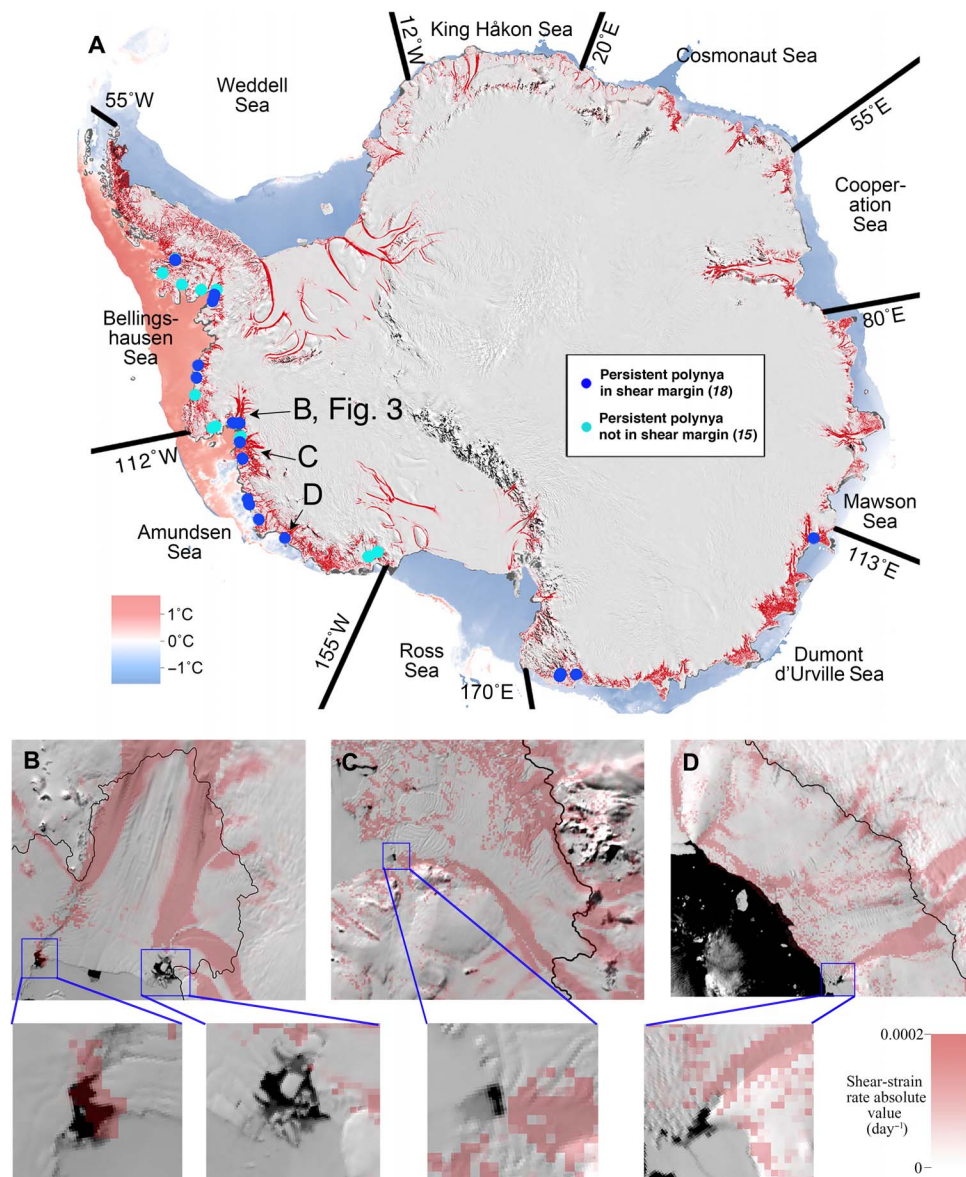 A
King Håkon Sea
12˚W
20˚E
Cosmonaut Sea
Weddell
Sea
55˚W
55˚E
Cooper-
ation
Sea
Bellings-
hausen
Sea
80˚E
Persistent polynya
in shear margin (18)
Persistent polynya
not in shear margin (15)
B, Fig. 3
112˚W
C
D
Mawson
Sea
Amundsen
Sea
113˚E
1˚C
0˚C
−1˚C
155˚W
Ross
Sea
170˚E
Dumont
d'Urville Sea
B
C
D
0.0002
Shear-strain
rate absolute
value
(day⁻¹)
0